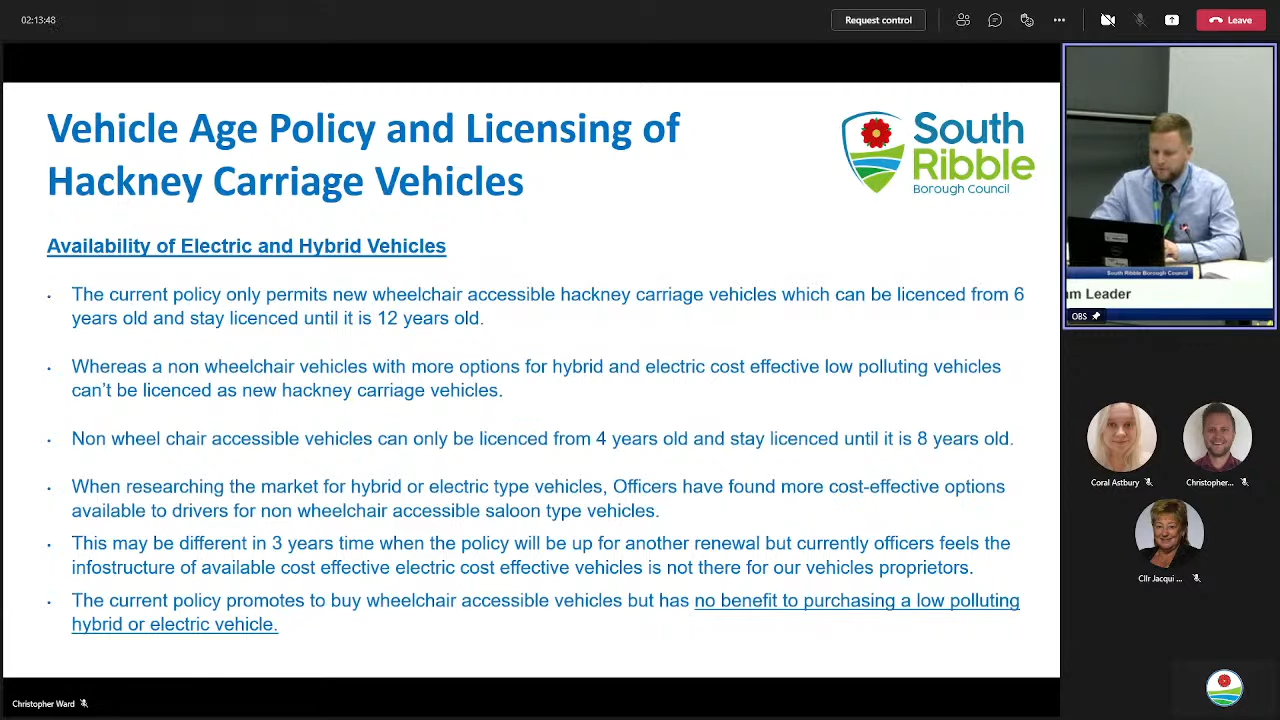 02:13:48
Request control
Leave
Vehicle Age Policy and Licensing of
Hackney Carriage Vehicles
South
Ribble
Borough Council
Availability of Electric and Hybrid Vehicles
• The current policy only permits new wheelchair accessible hackney carriage vehicles which can be licenced from 6
years old and stay licenced until it is 12 years old.
• Whereas a non wheelchair vehicles with more options for hybrid and electric cost effective low polluting vehicles
can’t be licenced as new hackney carriage vehicles.
• Non wheel chair accessible vehicles can only be licenced from 4 years old and stay licenced until it is 8 years old.
• When researching the market for hybrid or electric type vehicles, Officers have found more cost-effective options
available to drivers for non wheelchair accessible saloon type vehicles.
• This may be different in 3 years time when the policy will be up for another renewal but currently officers feels the
infostructure of available cost effective electric cost effective vehicles is not there for our vehicles proprietors.
• The current policy promotes to buy wheelchair accessible vehicles but has no benefit to purchasing a low polluting
hybrid or electric vehicle.
South Ribble Borough Council
am Leader
OBS
Coral Astbury
Christopher...
Cllr Jacqui ...
Christopher Ward